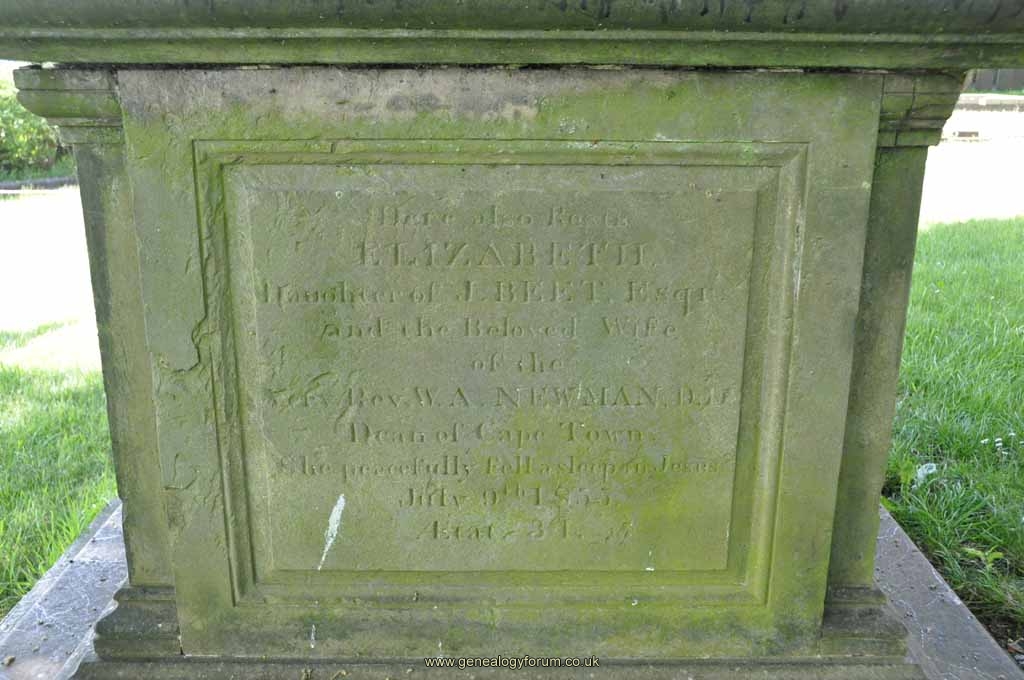 Here also Rests
ELIZABETH
Daughter of J. BEET. Esqr.
and the Beloved Wife
of the
Very Rev. W. A. NEWMAN. D.D.
Dean of Cape Town
She peacefully Fell asleep in Jesus
July 9th 1855
Ætat
www.genealogyforum.co.uk